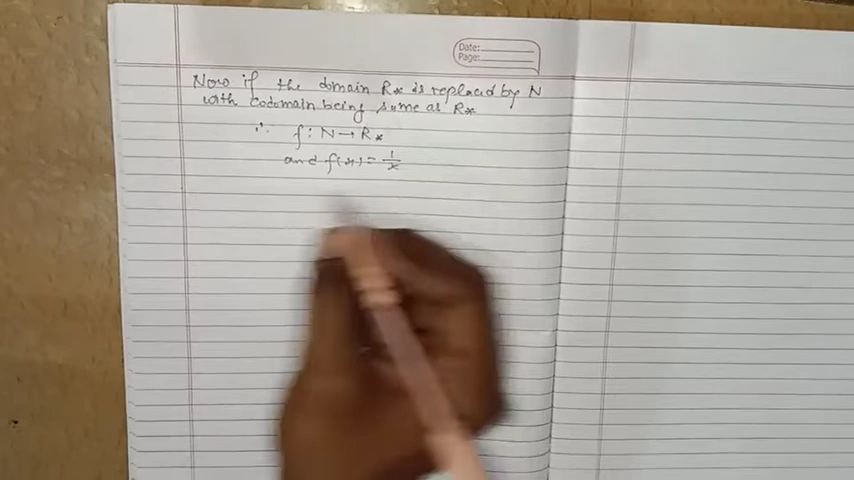 Date:
Page:
Now if the domain R* is replaced by N
with codomain being same as R*
∴ f : N → R*
and f(x) = 1/x